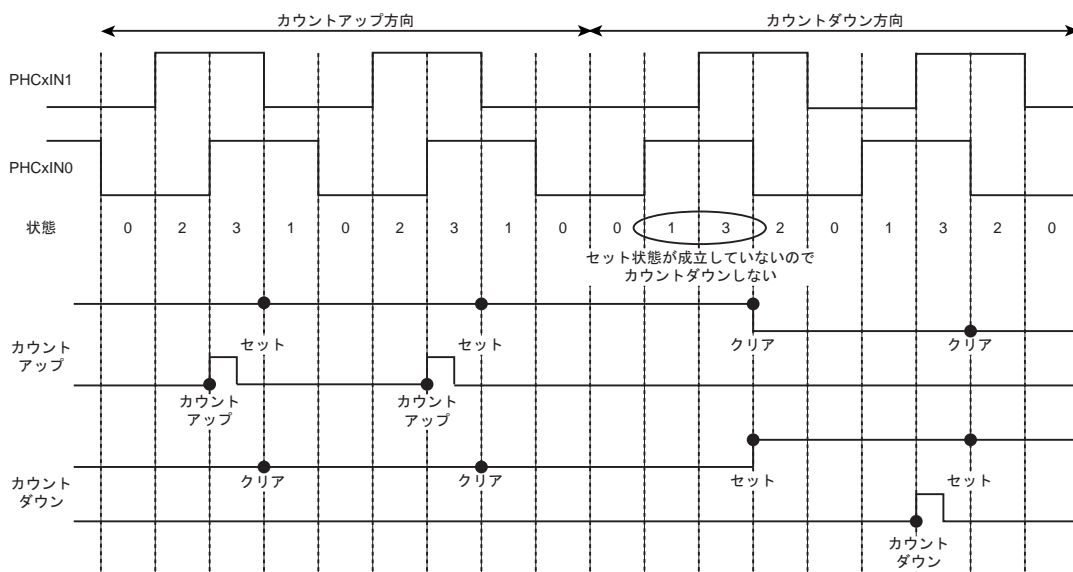 カウントアップ方向
カウントダウン方向
PHCxIN1
PHCxIN0
状態
0 2 3 1 0 2 3 1 0 0 1 3 2 0 1 3 2 0
セット状態が成立していないので
カウントダウンしない
カウント
アップ
セット
セット
クリア
クリア
カウント
アップ
カウント
アップ
カウント
ダウン
クリア
クリア
セット
セット
カウント
ダウン